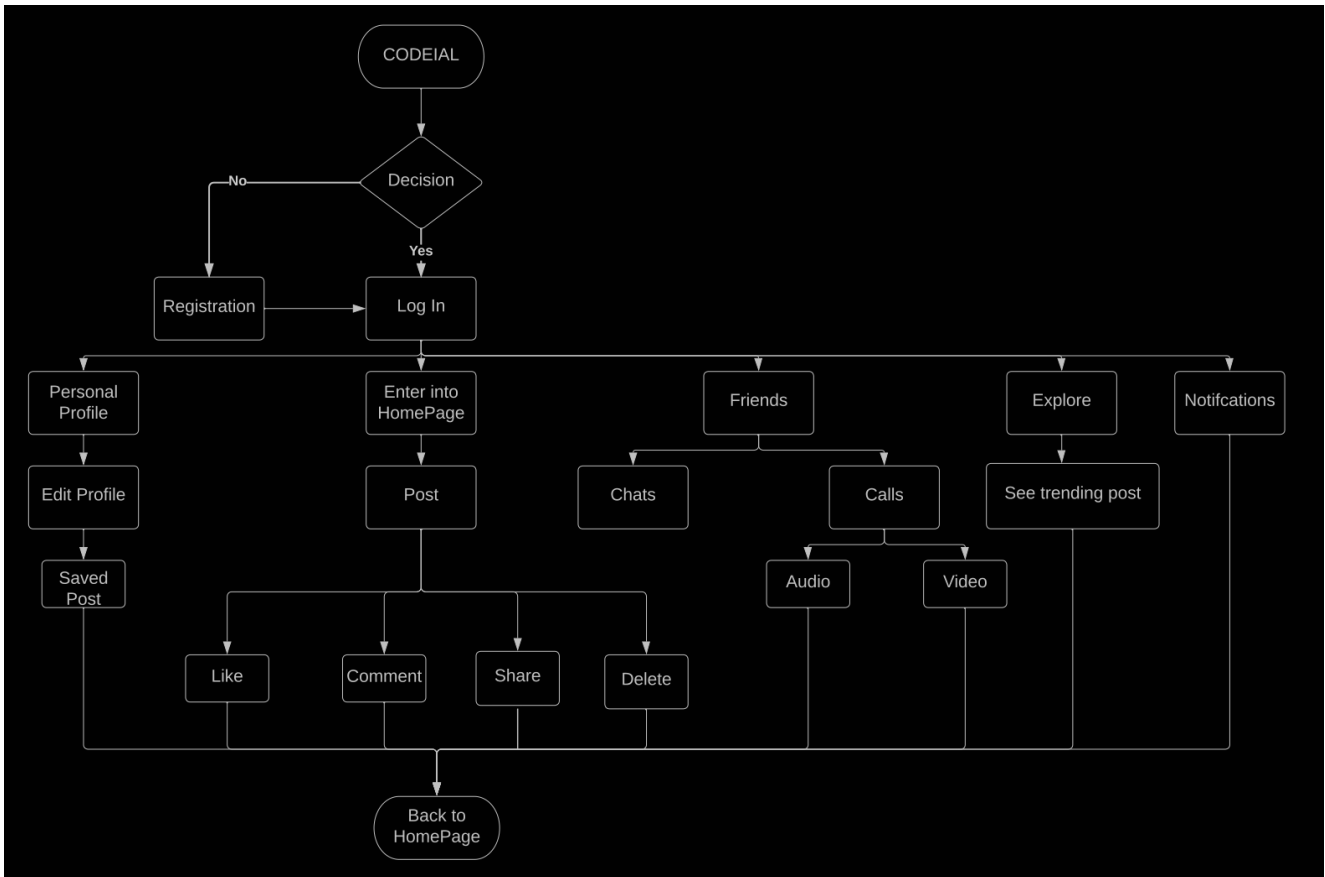 CODEIAL
Decision
No
Yes
Registration
Log In
Personal
Profile
Enter into
HomePage
Friends
Explore
Notifcations
Edit Profile
Post
Chats
Calls
See trending post
Saved
Post
Audio
Video
Like
Comment
Share
Delete
Back to
HomePage